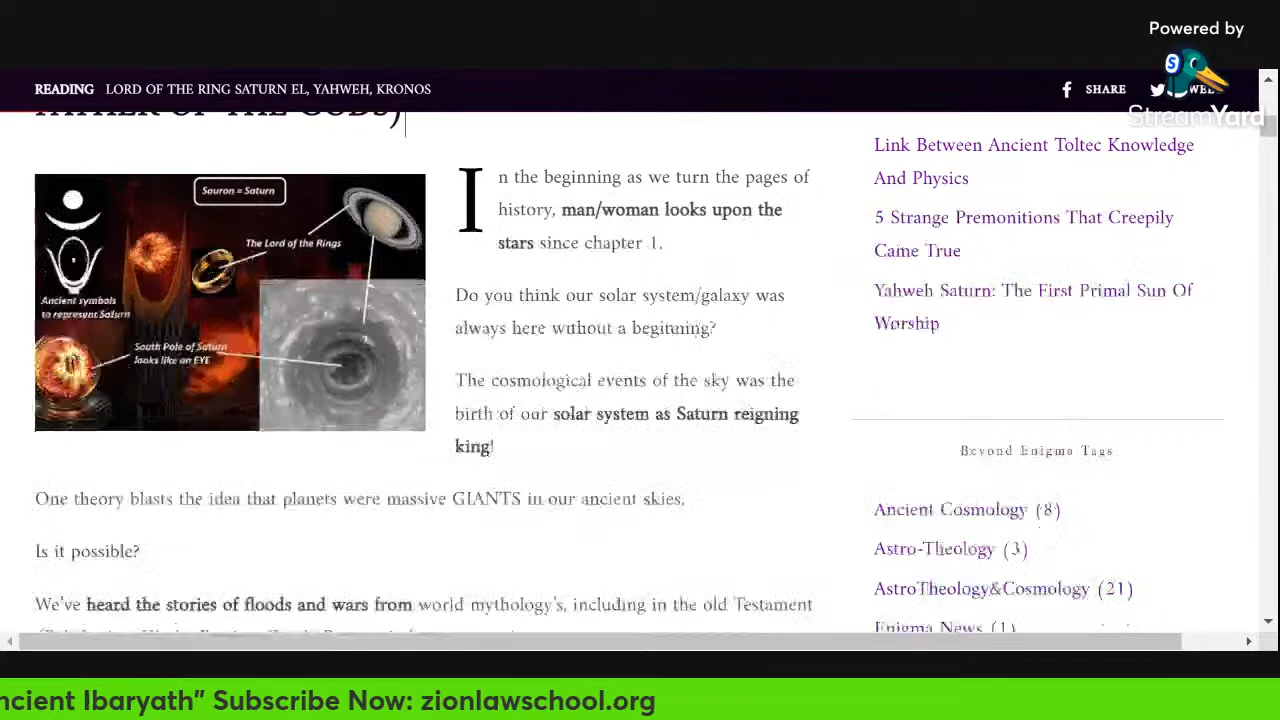 Powered by
StreamYard
READING LORD OF THE RING SATURN EL, YAHWEH, KRONOS
SHARE
FATHER OF THE GODS)
Sauron = Saturn
The Lord of the Rings
Ancient symbols
to represent Saturn
South Pole of Saturn
looks like an EYE
In the beginning as we turn the pages of
history, man/woman looks upon the
stars since chapter 1.
Do you think our solar system/galaxy was
always here without a beginning?
The cosmological events of the sky was the
birth of our solar system as Saturn reigning
king!
One theory blasts the idea that planets were massive GIANTS in our ancient skies.
Is it possible?
We've heard the stories of floods and wars from world mythology's, including in the old Testament
Link Between Ancient Toltec Knowledge
And Physics
5 Strange Premonitions That Creepily
Came True
Yahweh Saturn: The First Primal Sun Of
Worship
Beyond Enigma Tags
Ancient Cosmology (8)
Astro-Theology (3)
AstroTheology&Cosmology (21)
Enigma News (1)
ncient Ibaryath" Subscribe Now: zionlawschool.org